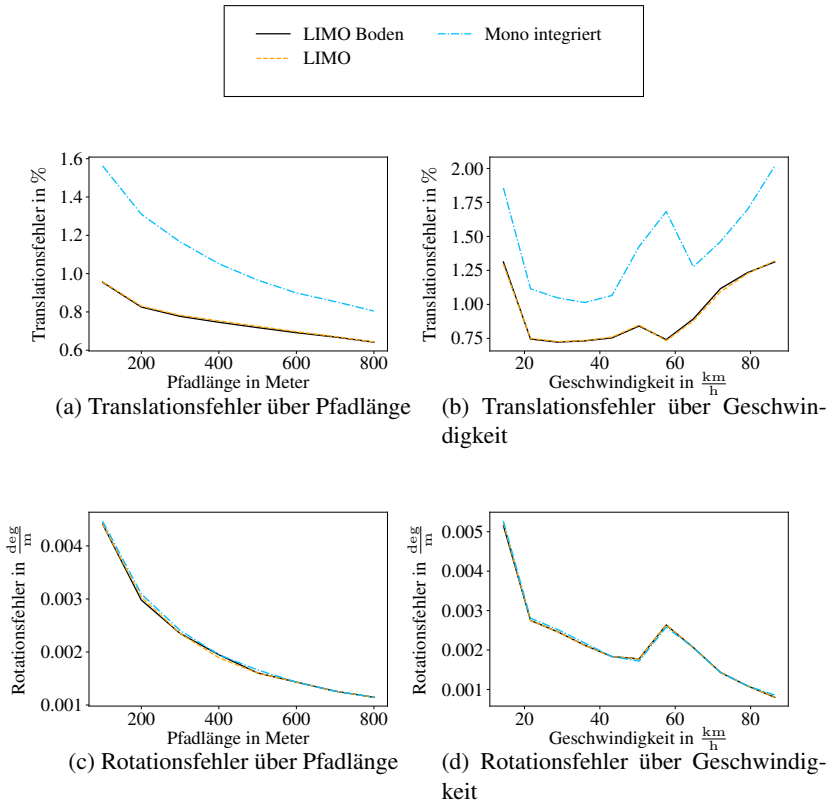 LIMO Boden
Mono integriert
LIMO
1.6
1.4
1.2
1.0
0.8
0.6
Translationsfehler in %
200 400 600 800
Pfadlänge in Meter
(a) Translationsfehler über Pfadlänge
2.00
1.75
1.50
1.25
1.00
0.75
Translationsfehler in %
20 40 60 80
Geschwindigkeit in km/h
(b) Translationsfehler über Geschwin-
digkeit
0.004
0.003
0.002
0.001
Rotationsfehler in deg/m
200 400 600 800
Pfadlänge in Meter
(c) Rotationsfehler über Pfadlänge
0.005
0.004
0.003
0.002
0.001
Rotationsfehler in deg/m
20 40 60 80
Geschwindigkeit in km/h
(d) Rotationsfehler über Geschwindig-
keit